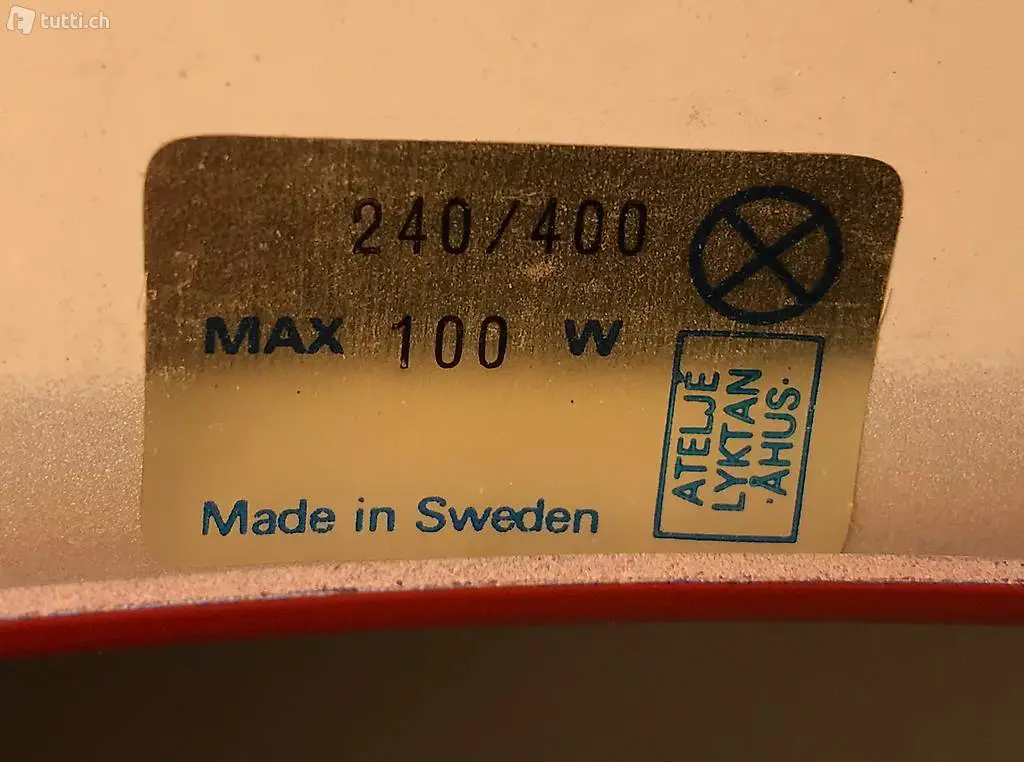 tutti.ch
240/400
MAX 100 W
ATELJÉ
LYKTAN
·ÅHUS·
Made in Sweden